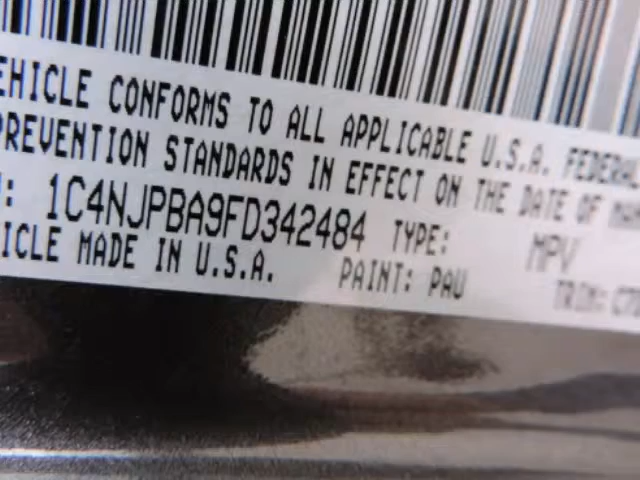 EHICLE CONFORMS TO ALL APPLICABLE U.S.A. FEDERAL
PREVENTION STANDARDS IN EFFECT ON THE DATE OF
: 1C4NJPBA9FD342484 TYPE: MPV
ICLE MADE IN U.S.A. PAINT: PAU TRIM: